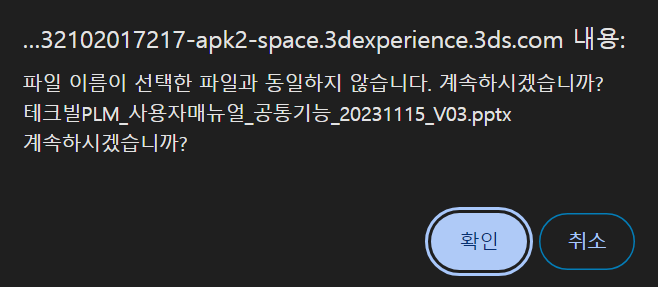 ...32102017217-apk2-space.3dexperience.3ds.com 내용:
파일 이름이 선택한 파일과 동일하지 않습니다. 계속하시겠습니까?
테크빌PLM_사용자매뉴얼_공통기능_20231115_V03.pptx
계속하시겠습니까?
확인
취소